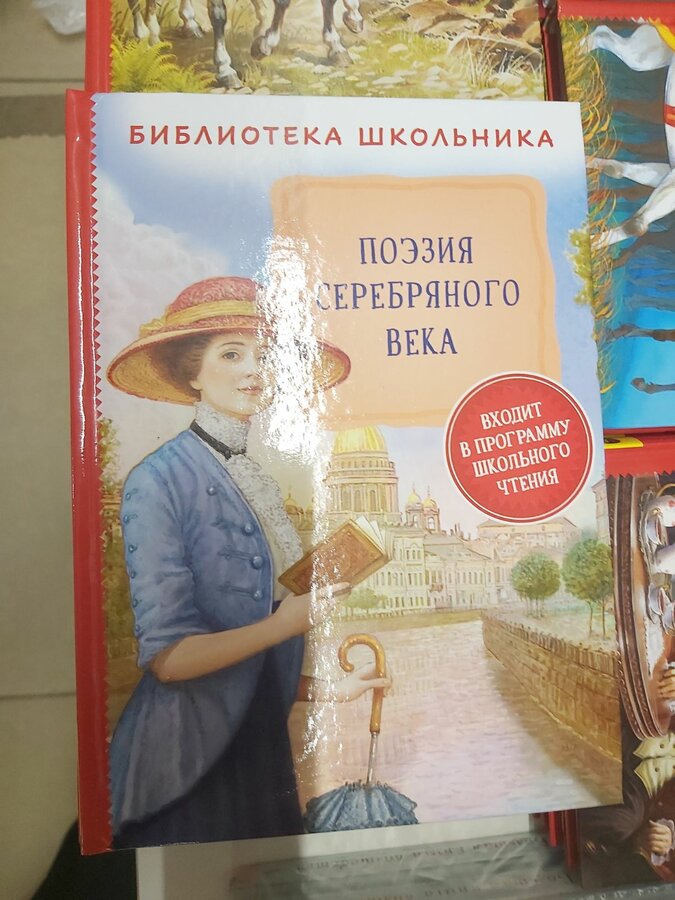 БИБЛИОТЕКА ШКОЛЬНИКА
ПОЭЗИЯ
СЕРЕБРЯНОГО
ВЕКА
ВХОДИТ
В ПРОГРАММУ
ШКОЛЬНОГО
ЧТЕНИЯ